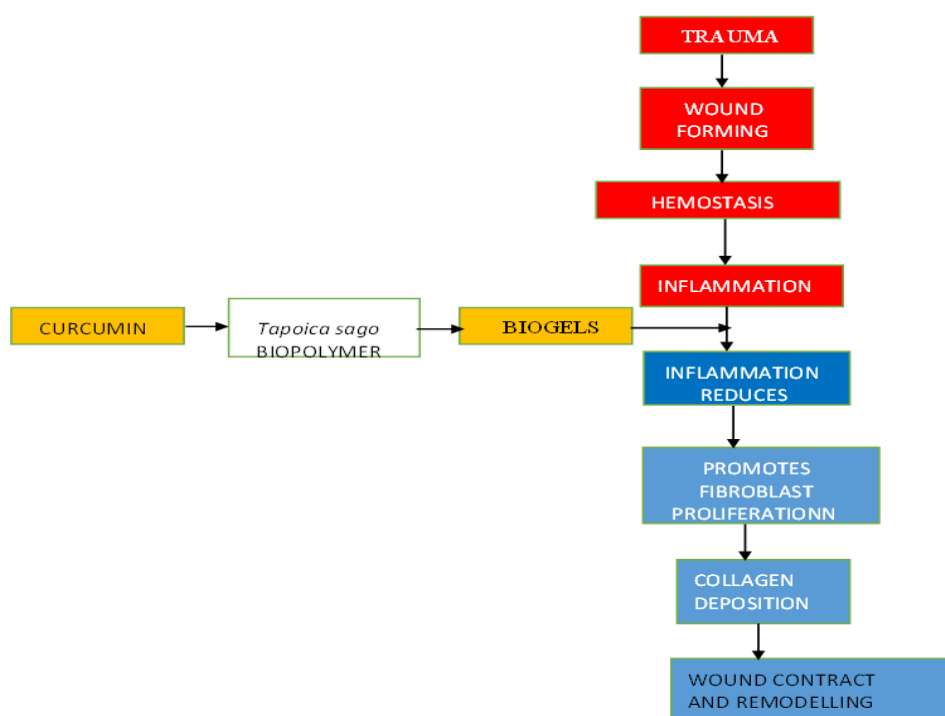 TRAUMA
WOUND
FORMING
HEMOSTASIS
INFLAMMATION
CURCUMIN
Tapoica sago
BIOPOLYMER
BIOGELS
INFLAMMATION
REDUCES
PROMOTES
FIBROBLAST
PROLIFERATIONN
COLLAGEN
DEPOSITION
WOUND CONTRACT
AND REMODELLING